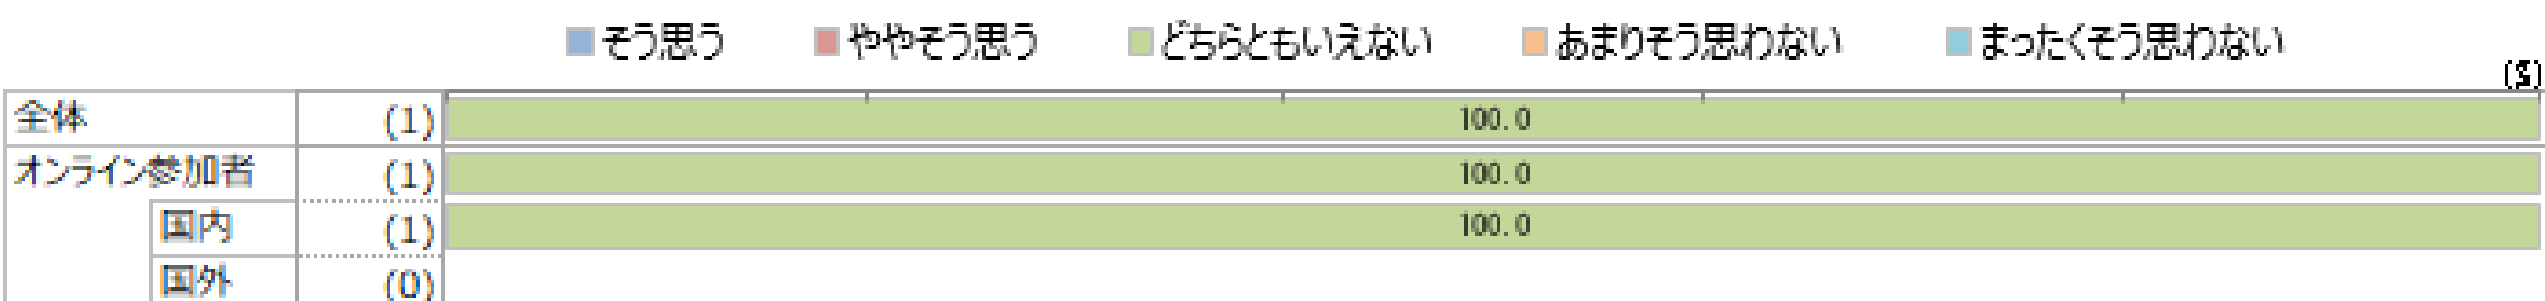 そう思う ややそう思う どちらともいえない あまりそう思わない まったくそう思わない
(%)
全体 (1) 100.0
オンライン参加者 (1) 100.0
国内 (1) 100.0
国外 (0)